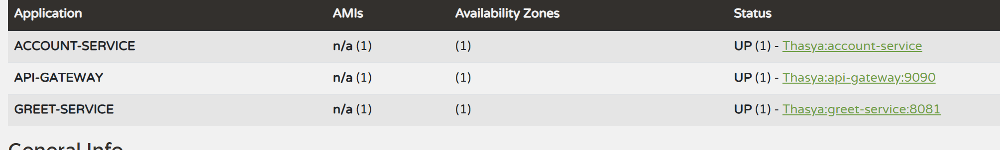 Application AMIs Availability Zones Status
ACCOUNT-SERVICE n/a (1) (1) UP (1) - Thasya:account-service
API-GATEWAY n/a (1) (1) UP (1) - Thasya:api-gateway:9090
GREET-SERVICE n/a (1) (1) UP (1) - Thasya:greet-service:8081
General Info